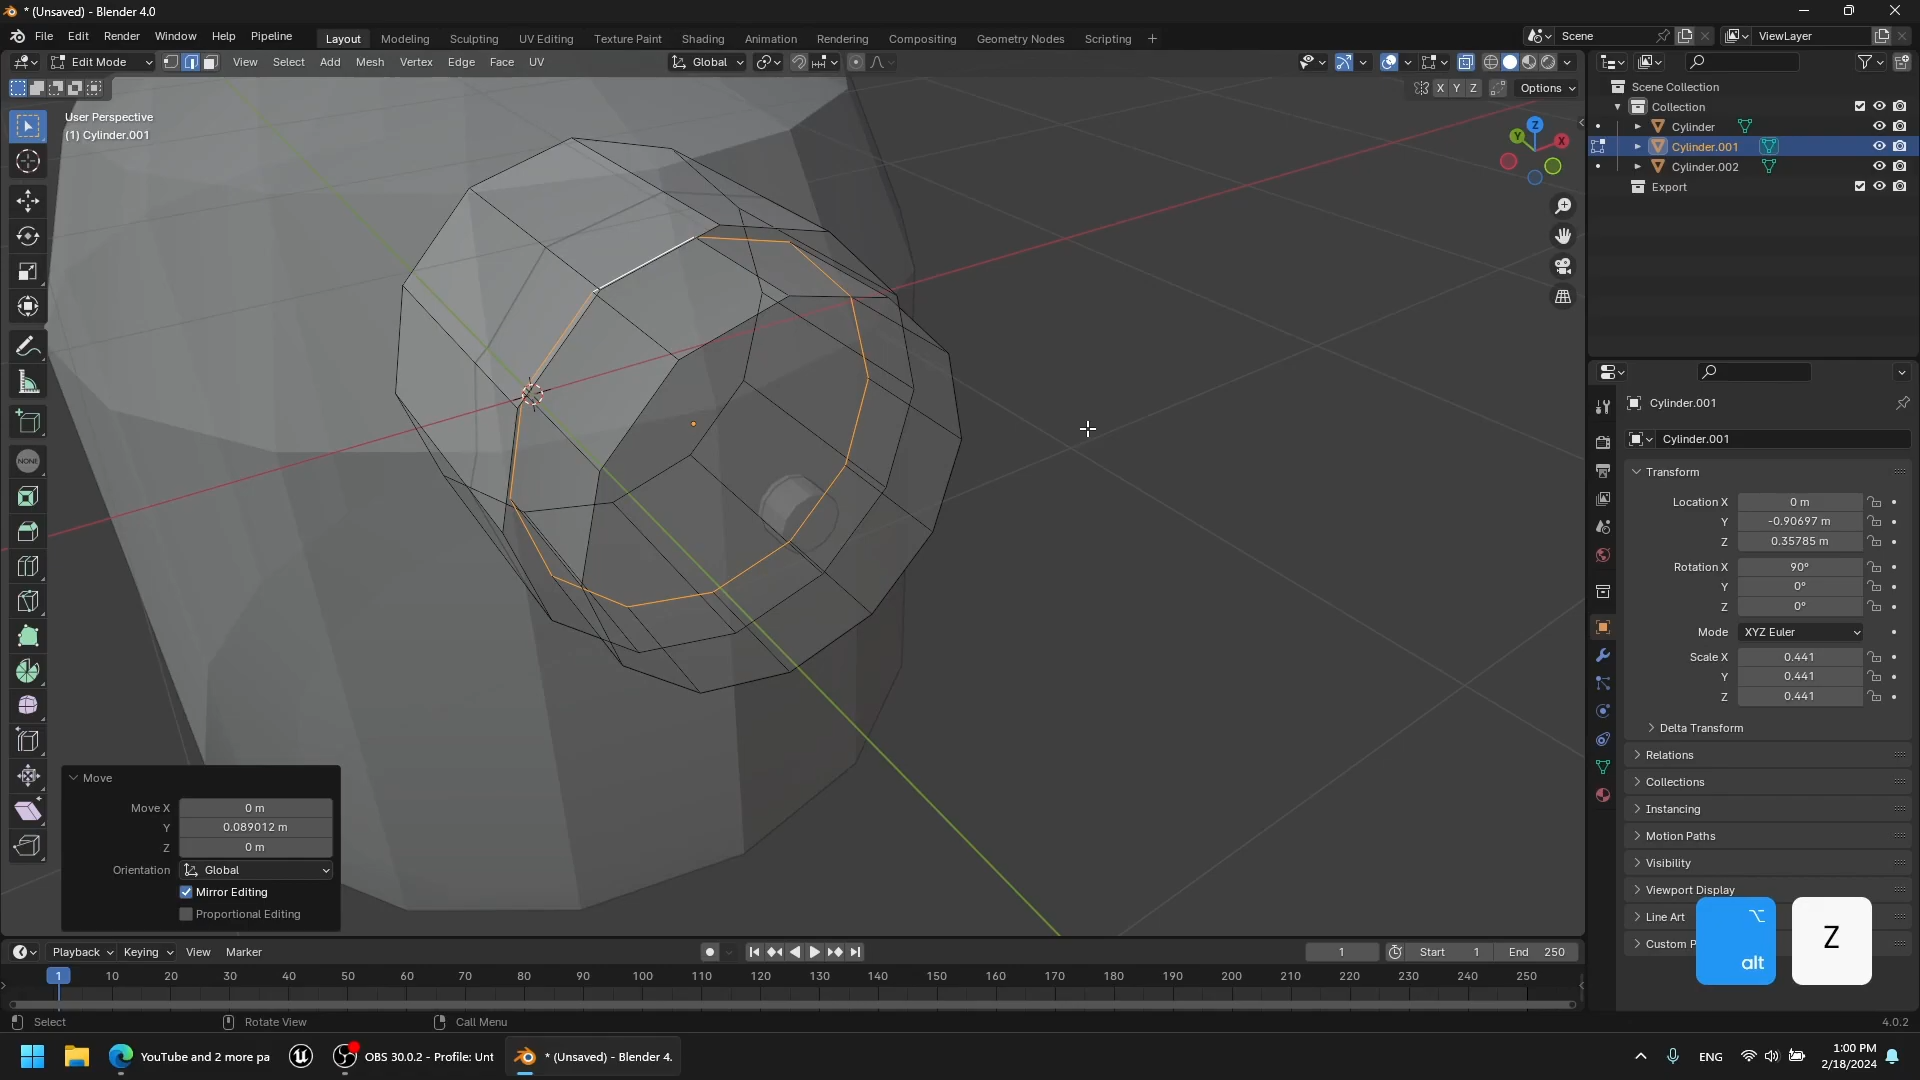 * (Unsaved) - Blender 4.0
File Edit Render Window Help Pipeline
Layout Modeling Sculpting UV Editing Texture Paint Shading Animation Rendering Compositing Geometry Nodes Scripting
Scene
ViewLayer
Edit Mode
View Select Add Mesh Vertex Edge Face UV
Global
X Y Z Options
User Perspective
(1) Cylinder.001
Z
Y
X
NONE
Scene Collection
Collection
Cylinder
Cylinder.001
Cylinder.002
Export
Cylinder.001
Cylinder.001
Transform
Location X 0 m
Y -0.90697 m
Z 0.35785 m
Rotation X 90°
Y 0°
Z 0°
Mode XYZ Euler
Scale X 0.441
Y 0.441
Z 0.441
Delta Transform
Relations
Collections
Instancing
Motion Paths
Visibility
Viewport Display
Line Art
Custom P
alt
Z
Move
Move X 0 m
Y 0.089012 m
Z 0 m
Orientation Global
Mirror Editing
Proportional Editing
Playback Keying View Marker
1 Start 1 End 250
1 10 20 30 40 50 60 70 80 90 100 110 120 130 140 150 160 170 180 190 200 210 220 230 240 250
Select Rotate View Call Menu
4.0.2
YouTube and 2 more pa
OBS 30.0.2 - Profile: Unt
* (Unsaved) - Blender 4.
ENG
1:00 PM
2/18/2024